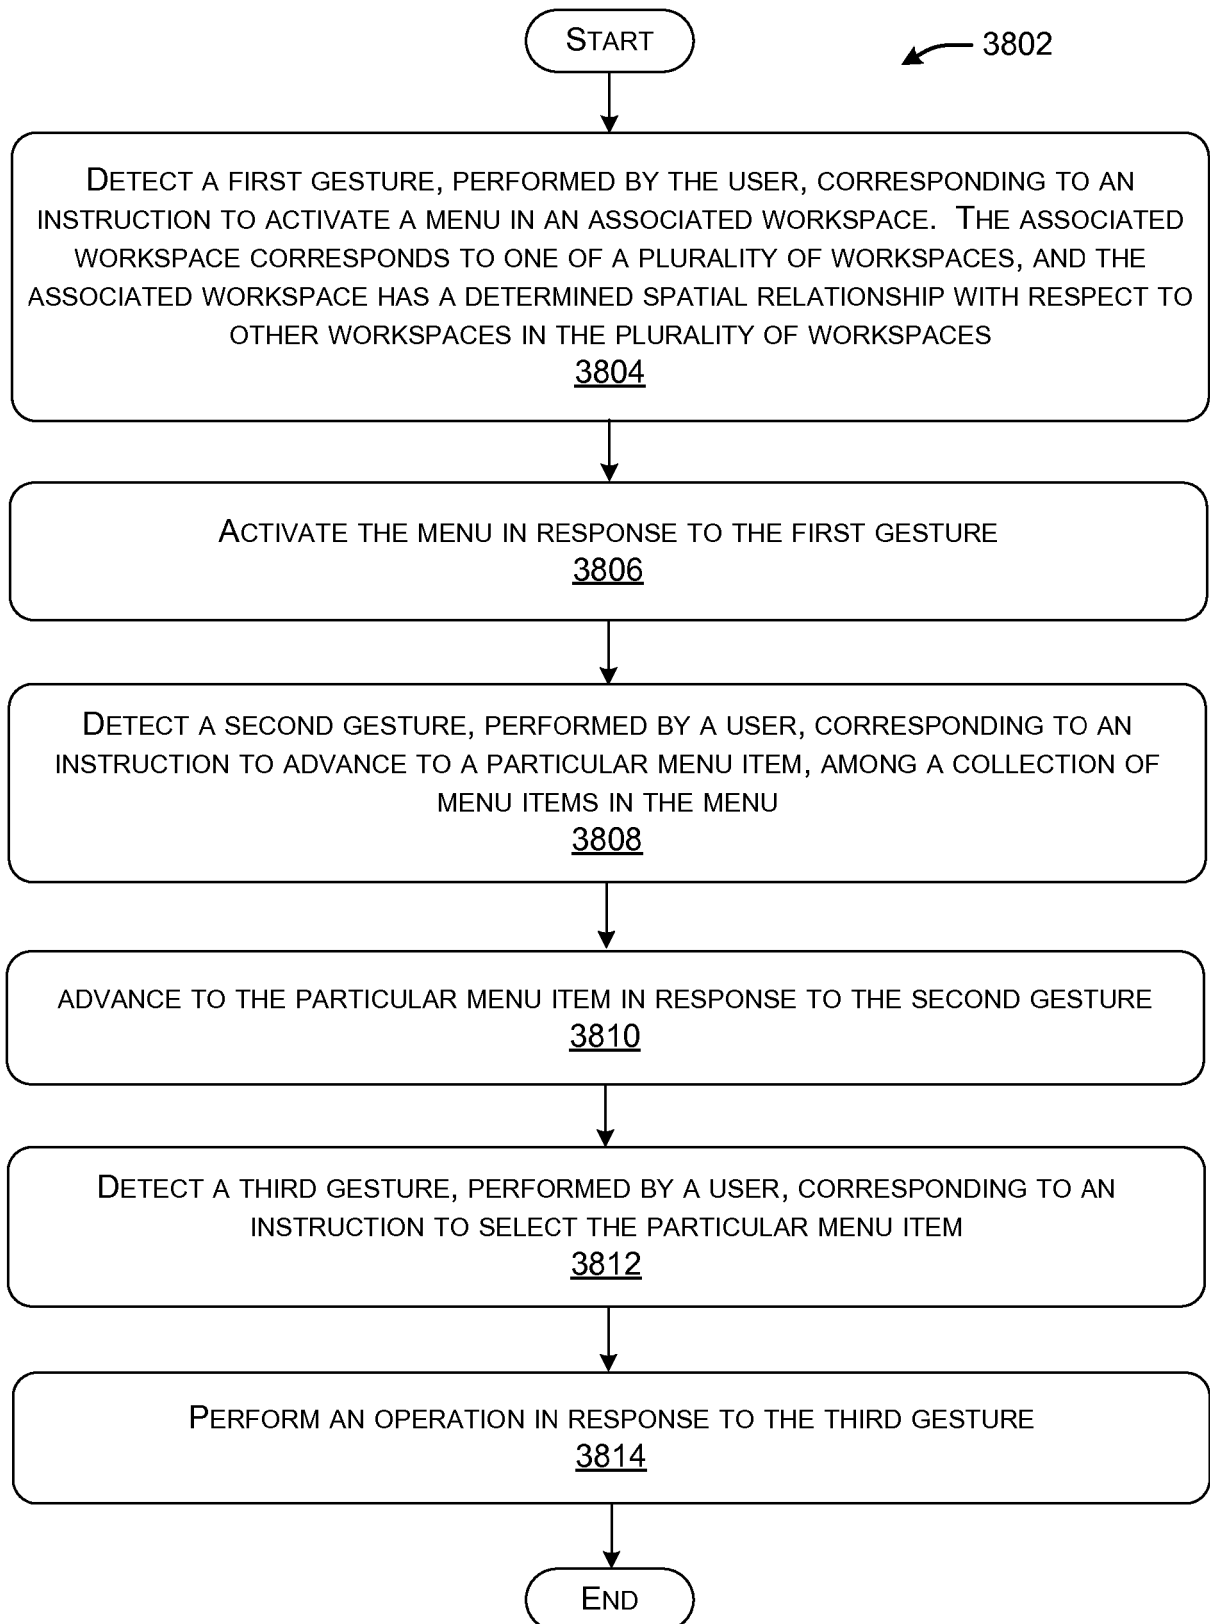 START
3802
DETECT A FIRST GESTURE, PERFORMED BY THE USER, CORRESPONDING TO AN
INSTRUCTION TO ACTIVATE A MENU IN AN ASSOCIATED WORKSPACE.  THE ASSOCIATED
WORKSPACE CORRESPONDS TO ONE OF A PLURALITY OF WORKSPACES, AND THE
ASSOCIATED WORKSPACE HAS A DETERMINED SPATIAL RELATIONSHIP WITH RESPECT TO
OTHER WORKSPACES IN THE PLURALITY OF WORKSPACES
3804
ACTIVATE THE MENU IN RESPONSE TO THE FIRST GESTURE
3806
DETECT A SECOND GESTURE, PERFORMED BY A USER, CORRESPONDING TO AN
INSTRUCTION TO ADVANCE TO A PARTICULAR MENU ITEM, AMONG A COLLECTION OF
MENU ITEMS IN THE MENU
3808
ADVANCE TO THE PARTICULAR MENU ITEM IN RESPONSE TO THE SECOND GESTURE
3810
DETECT A THIRD GESTURE, PERFORMED BY A USER, CORRESPONDING TO AN
INSTRUCTION TO SELECT THE PARTICULAR MENU ITEM
3812
PERFORM AN OPERATION IN RESPONSE TO THE THIRD GESTURE
3814
END